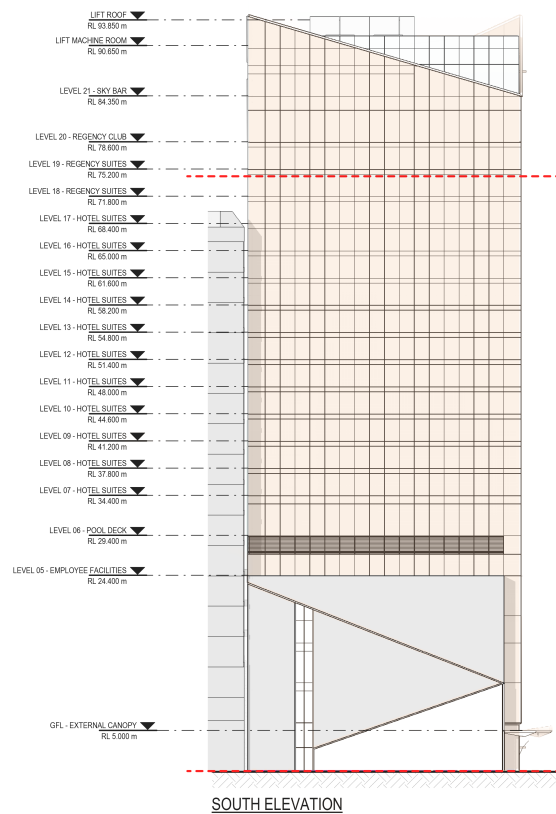 LIFT ROOF
RL 93.850 m
LIFT MACHINE ROOM
RL 90.650 m
LEVEL 21 - SKY BAR
RL 84.350 m
LEVEL 20 - REGENCY CLUB
RL 78.600 m
LEVEL 19 - REGENCY SUITES
RL 75.200 m
LEVEL 18 - REGENCY SUITES
RL 71.800 m
LEVEL 17 - HOTEL SUITES
RL 68.400 m
LEVEL 16 - HOTEL SUITES
RL 65.000 m
LEVEL 15 - HOTEL SUITES
RL 61.600 m
LEVEL 14 - HOTEL SUITES
RL 58.200 m
LEVEL 13 - HOTEL SUITES
RL 54.800 m
LEVEL 12 - HOTEL SUITES
RL 51.400 m
LEVEL 11 - HOTEL SUITES
RL 48.000 m
LEVEL 10 - HOTEL SUITES
RL 44.600 m
LEVEL 09 - HOTEL SUITES
RL 41.200 m
LEVEL 08 - HOTEL SUITES
RL 37.800 m
LEVEL 07 - HOTEL SUITES
RL 34.400 m
LEVEL 06 - POOL DECK
RL 29.400 m
LEVEL 05 - EMPLOYEE FACILITIES
RL 24.400 m
GFL - EXTERNAL CANOPY
RL 5.000 m
SOUTH ELEVATION